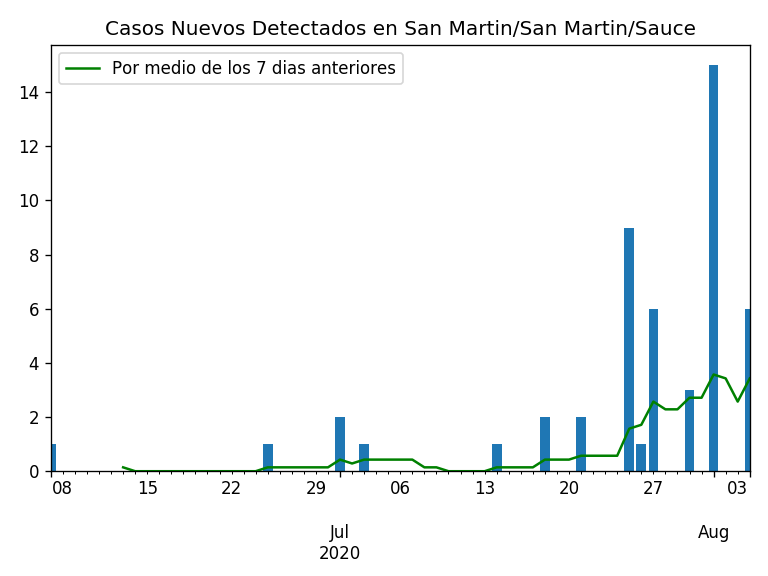 Casos Nuevos Detectados en San Martin/San Martin/Sauce
Por medio de los 7 dias anteriores
14
12
10
8
6
4
2
0
08 15 22 29 06 13 20 27 03
Jul Aug
2020